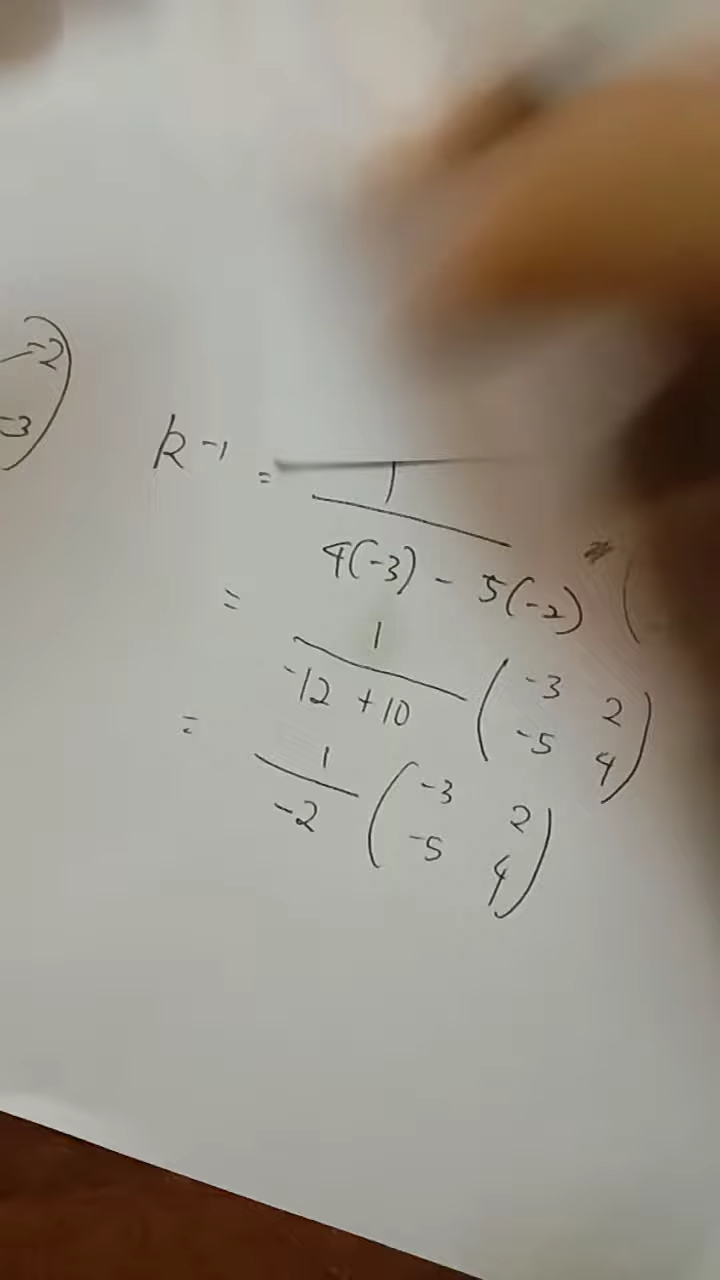 -2
-3
k⁻¹ = 1 / 4(-3) - 5(-2) * (
= 1 / -12 + 10 ( -3 2
-5 4 )
= 1 / -2 ( -3 2
-5 4 )